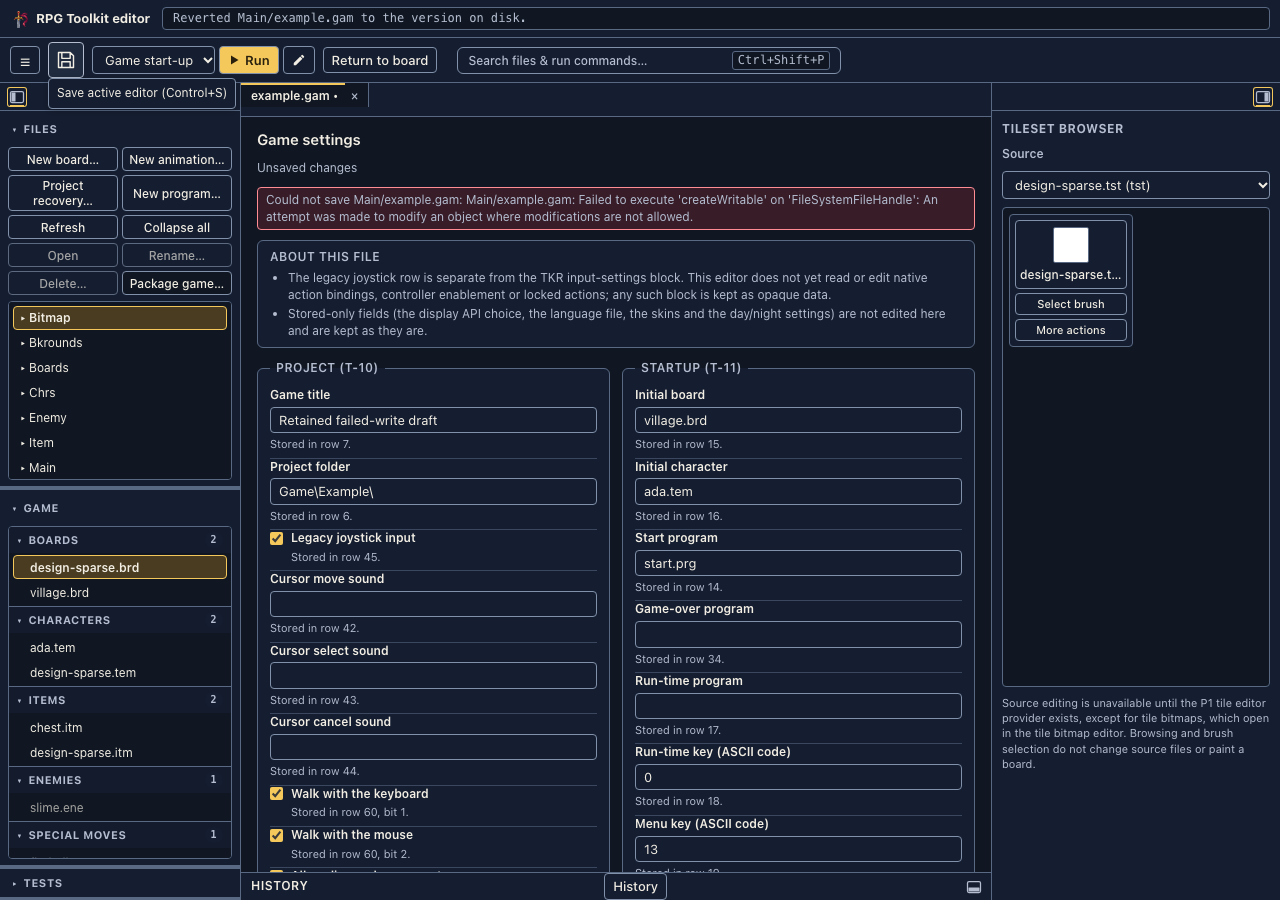 RPG Toolkit editor
Reverted Main/example.gam to the version on disk.
Game start-up
Run
Return to board
Search files & run commands...
Ctrl+Shift+P
Save active editor (Control+S)
example.gam •
×
FILES
New board...
New animation...
Project recovery...
New program...
Refresh
Collapse all
Open
Rename...
Delete...
Package game...
Bitmap
Bkrounds
Boards
Chrs
Enemy
Item
Main
GAME
BOARDS 2
design-sparse.brd
village.brd
CHARACTERS 2
ada.tem
design-sparse.tem
ITEMS 2
chest.itm
design-sparse.itm
ENEMIES 1
slime.ene
SPECIAL MOVES 1
TESTS
Game settings
Unsaved changes
Could not save Main/example.gam: Main/example.gam: Failed to execute 'createWritable' on 'FileSystemFileHandle': An
attempt was made to modify an object where modifications are not allowed.
ABOUT THIS FILE
• The legacy joystick row is separate from the TKR input-settings block. This editor does not yet read or edit native
action bindings, controller enablement or locked actions; any such block is kept as opaque data.
• Stored-only fields (the display API choice, the language file, the skins and the day/night settings) are not edited here
and are kept as they are.
PROJECT (T-10)
Game title
Retained failed-write draft
Stored in row 7.
Project folder
Game\Example\
Stored in row 6.
Legacy joystick input
Stored in row 45.
Cursor move sound
Stored in row 42.
Cursor select sound
Stored in row 43.
Cursor cancel sound
Stored in row 44.
Walk with the keyboard
Stored in row 60, bit 1.
Walk with the mouse
Stored in row 60, bit 2.
STARTUP (T-11)
Initial board
village.brd
Stored in row 15.
Initial character
ada.tem
Stored in row 16.
Start program
start.prg
Stored in row 14.
Game-over program
Stored in row 34.
Run-time program
Stored in row 17.
Run-time key (ASCII code)
0
Stored in row 18.
Menu key (ASCII code)
13
HISTORY
History
TILESET BROWSER
Source
design-sparse.tst (tst)
design-sparse.t...
Select brush
More actions
Source editing is unavailable until the P1 tile editor
provider exists, except for tile bitmaps, which open
in the tile bitmap editor. Browsing and brush
selection do not change source files or paint a
board.